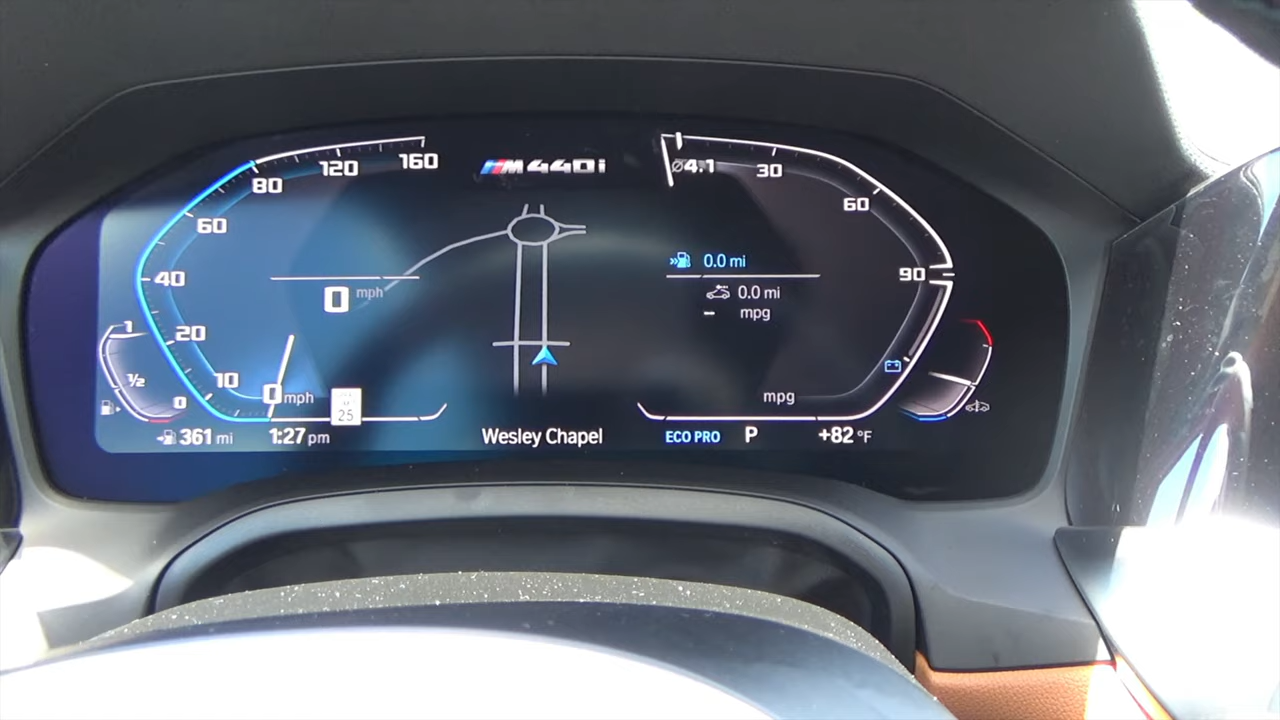 M440i
160
120
80
60
40
20
10
0 mph
0 mph
1
½
0
25
361 mi
1:27 pm
Wesley Chapel
ø4.1
30
60
90
0.0 mi
0.0 mi
-- mpg
mpg
ECO PRO
P
+82 °F